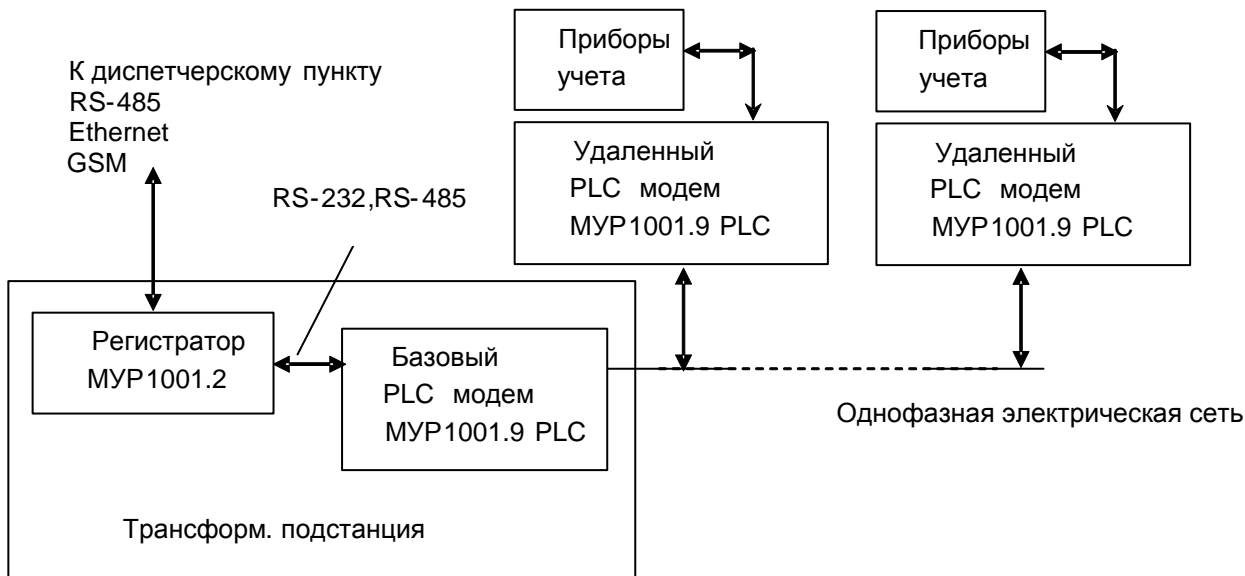 К диспетчерскому пункту
RS-485
Ethernet
GSM
RS-232,RS-485
Приборы
учета
Приборы
учета
Удаленный
PLC модем
МУР1001.9 PLC
Удаленный
PLC модем
МУР1001.9 PLC
Регистратор
МУР1001.2
Базовый
PLC модем
МУР1001.9 PLC
Однофазная электрическая сеть
Трансформ. подстанция